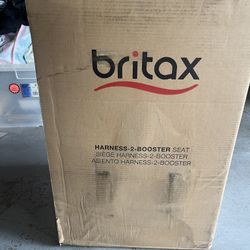 britax
HARNESS-2-BOOSTER SEAT
SIÈGE HARNESS-2-BOOSTER
ASIENTO HARNESS-2-BOOSTER